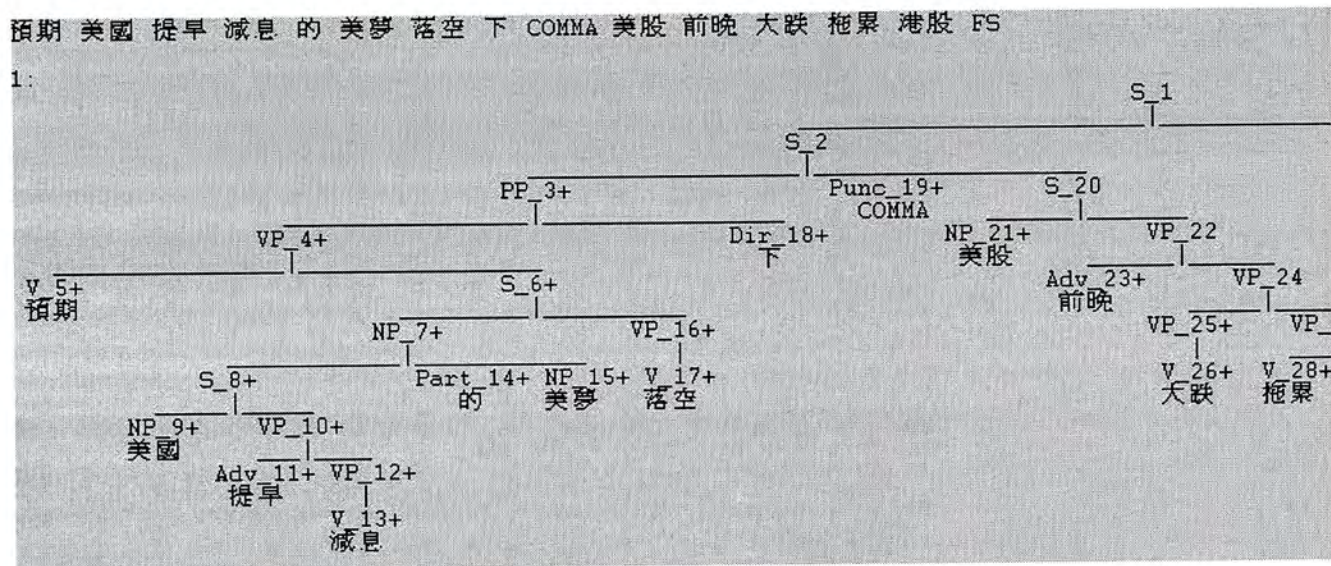 預期 美國 提早 減息 的 美夢 落空 下 COMMA 美股 前晚 大跌 拖累 港股 FS
1:
S_1
S_2
PP_3+ Punc_19+ S_20
COMMA
VP_4+ Dir_18+ NP_21+ VP_22
下 美股
V_5+ S_6+ Adv_23+ VP_24
預期 前晚
NP_7+ VP_16+ VP_25+ VP_
S_8+ Part_14+ NP_15+ V_17+ V_26+ V_28+
的 美夢 落空 大跌 拖累
NP_9+ VP_10+
美國
Adv_11+ VP_12+
提早
V_13+
減息